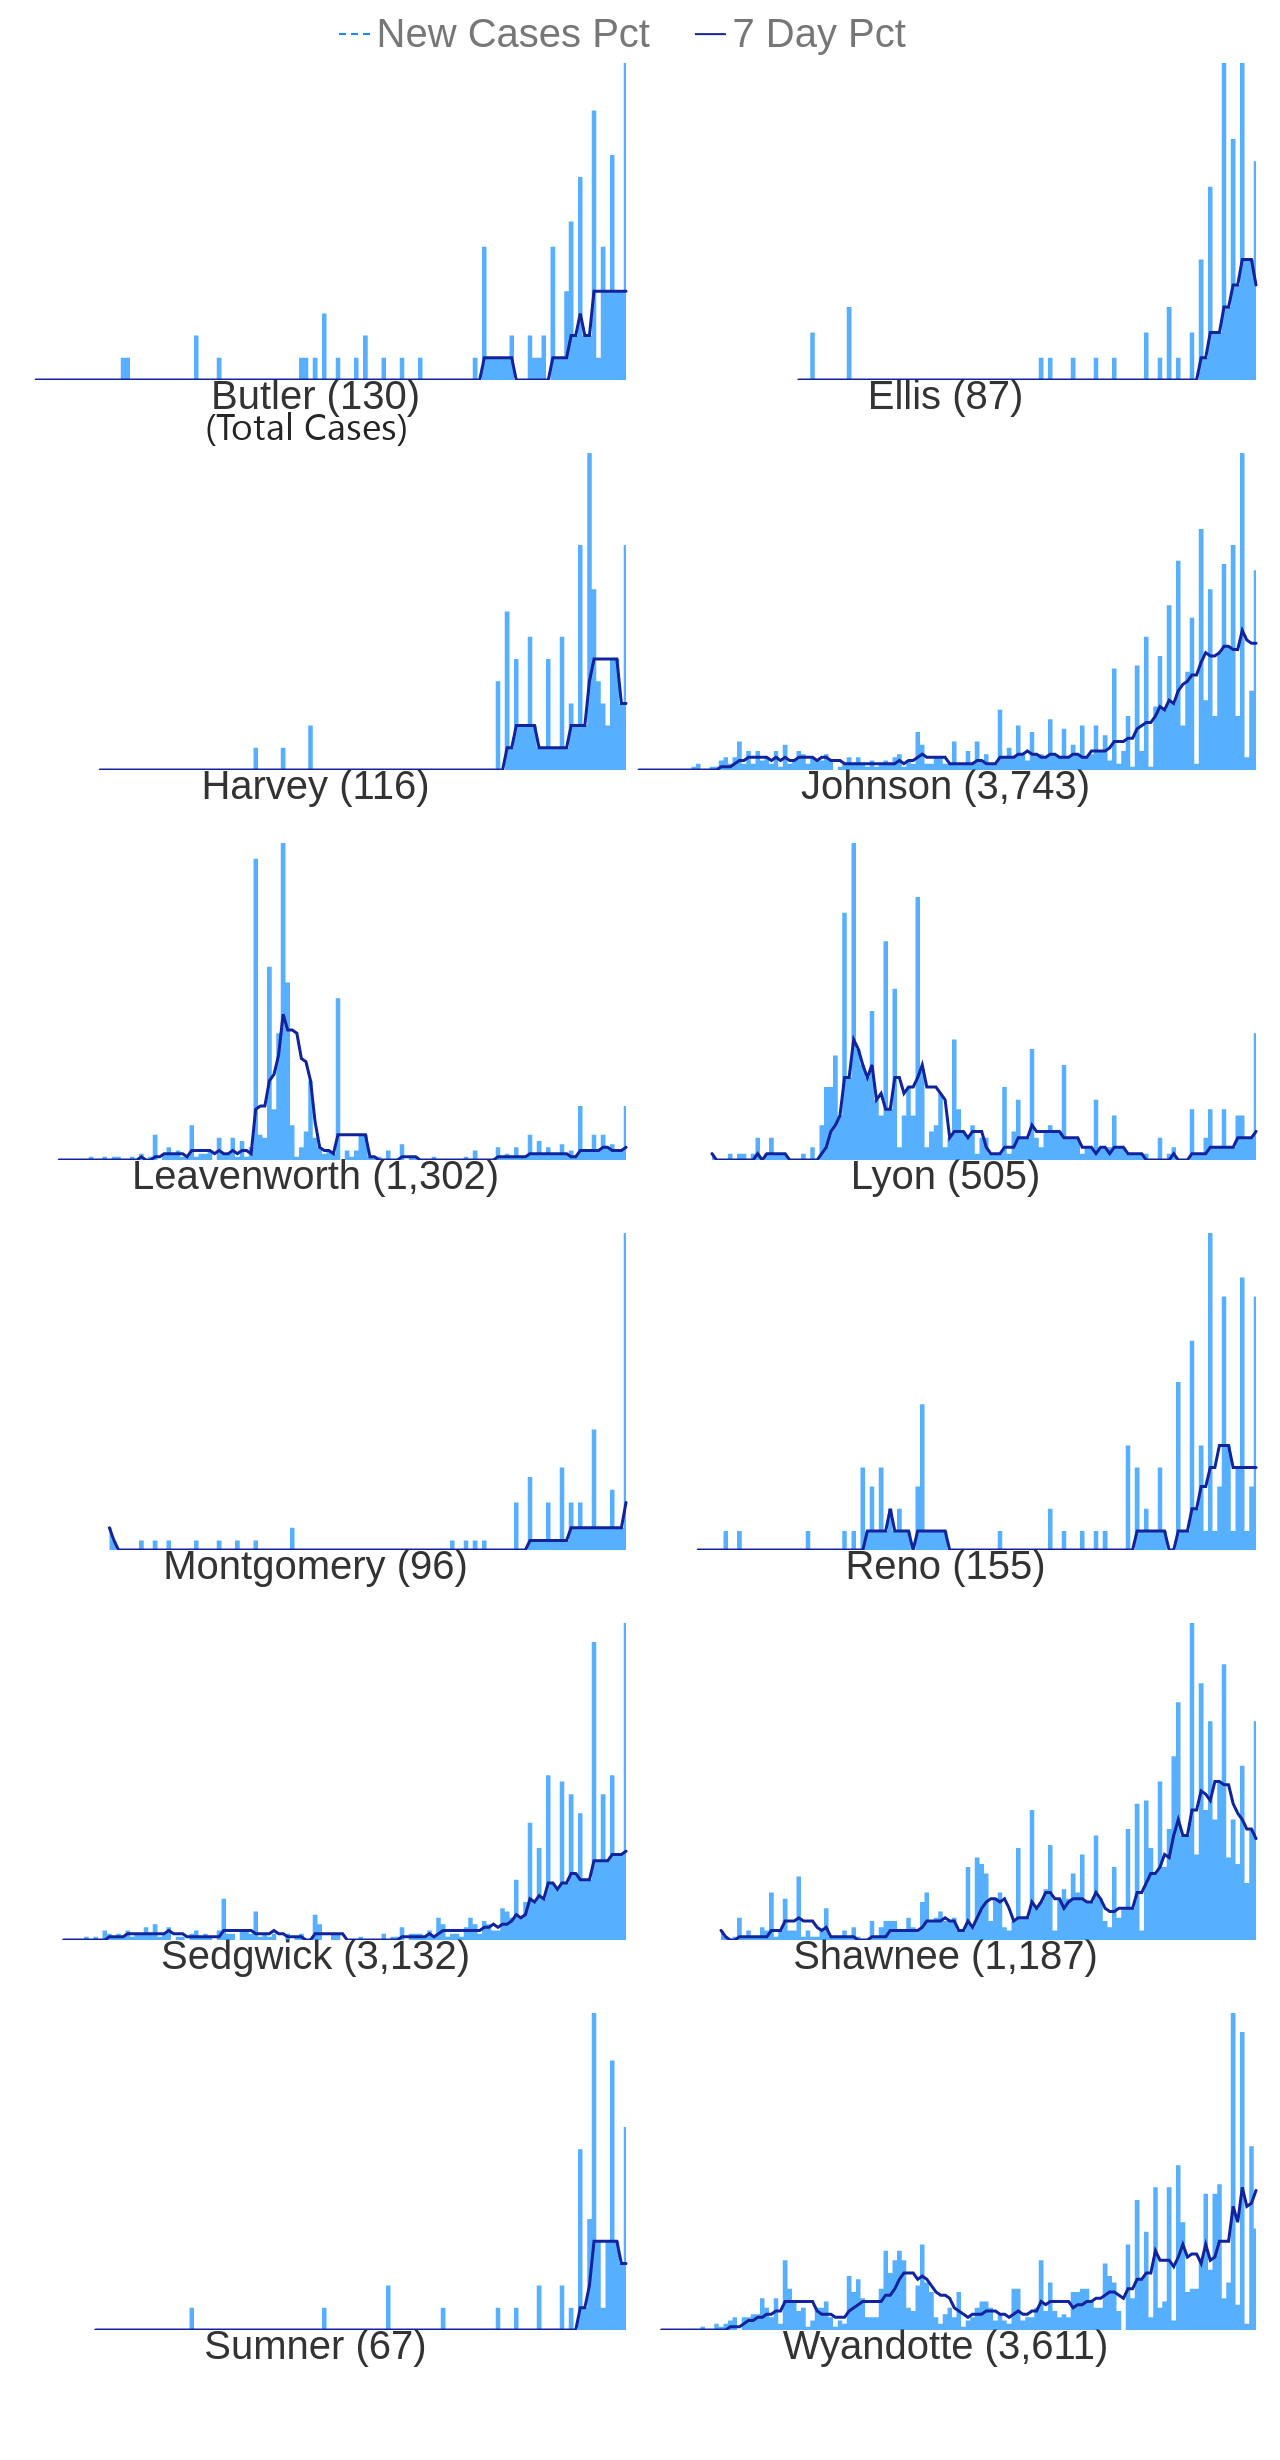 New Cases Pct 7 Day Pct
Butler (130) Ellis (87)
(Total Cases)
Harvey (116) Johnson (3,743)
Leavenworth (1,302) Lyon (505)
Montgomery (96) Reno (155)
Sedgwick (3,132) Shawnee (1,187)
Sumner (67) Wyandotte (3,611)